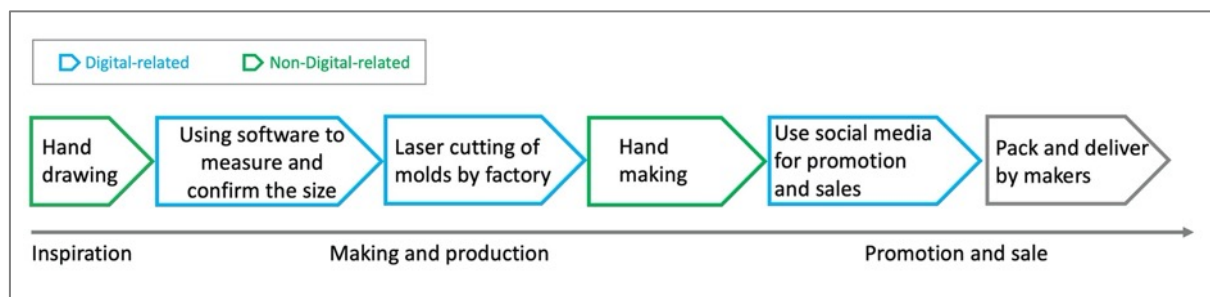 Digital-related
Non-Digital-related
Hand
drawing
Using software to
measure and
confirm the size
Laser cutting of
molds by factory
Hand
making
Use social media
for promotion
and sales
Pack and deliver
by makers
Inspiration
Making and production
Promotion and sale